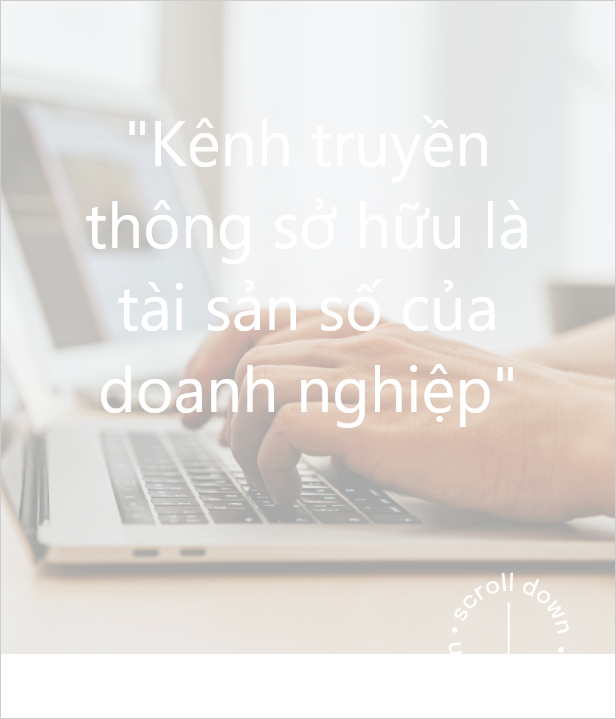 "Kênh truyền
thông sở hữu là
tài sản số của
doanh nghiệp"
scroll down